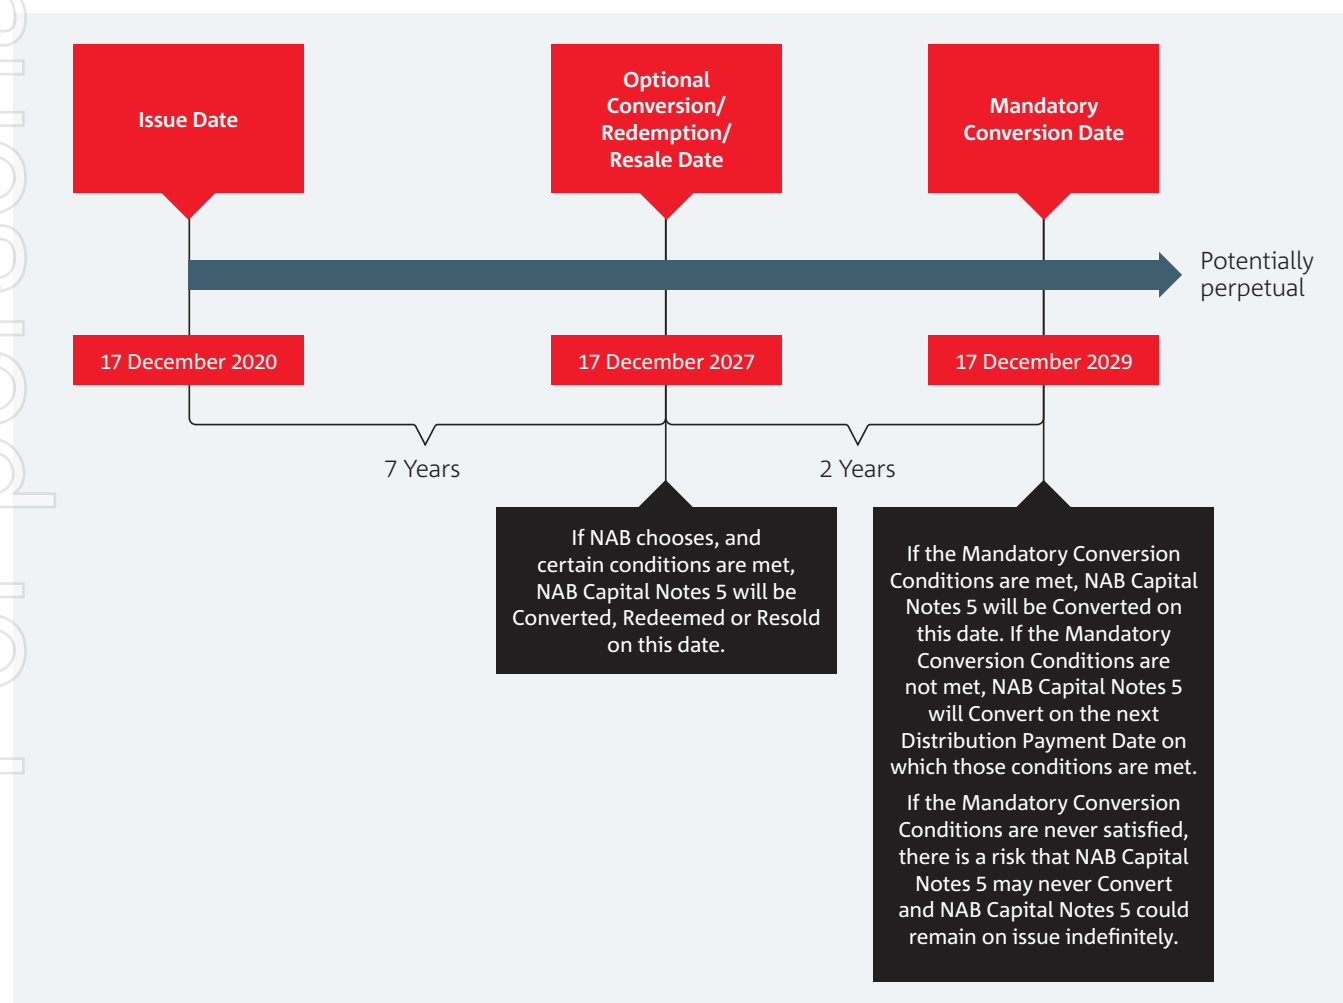 Issue Date
Optional
Conversion/
Redemption/
Resale Date
Mandatory
Conversion Date
Potentially
perpetual
17 December 2020
17 December 2027
17 December 2029
7 Years
2 Years
If NAB chooses, and
certain conditions are met,
NAB Capital Notes 5 will be
Converted, Redeemed or Resold
on this date.
If the Mandatory Conversion
Conditions are met, NAB Capital
Notes 5 will be Converted on
this date. If the Mandatory
Conversion Conditions are
not met, NAB Capital Notes 5
will Convert on the next
Distribution Payment Date on
which those conditions are met.
If the Mandatory Conversion
Conditions are never satisfied,
there is a risk that NAB Capital
Notes 5 may never Convert
and NAB Capital Notes 5 could
remain on issue indefinitely.